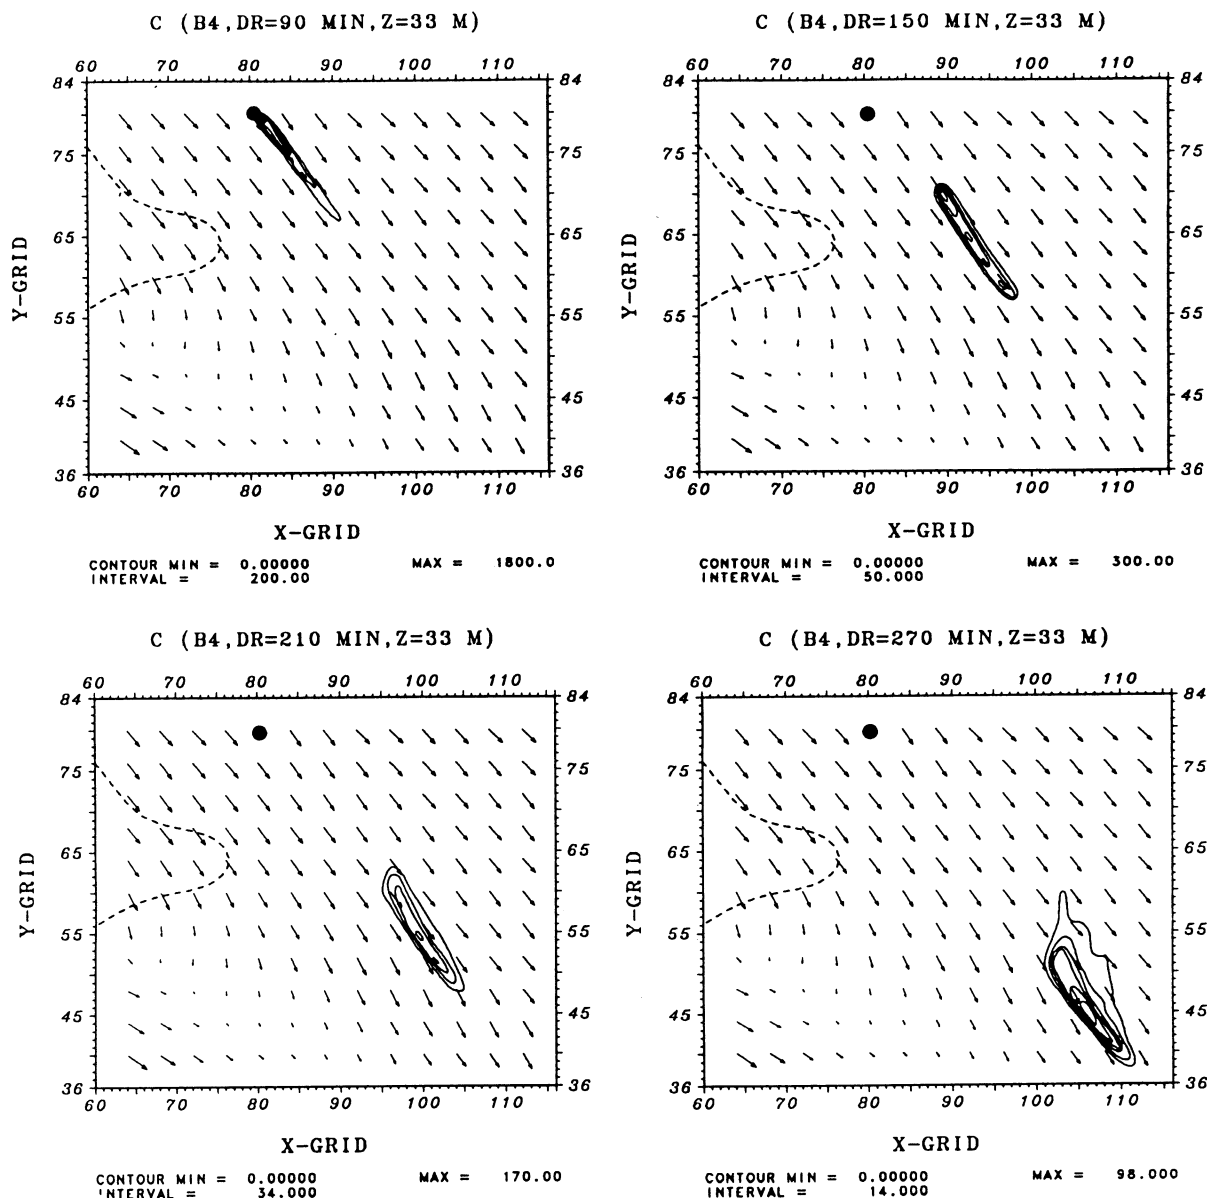 C (B4,DR=90 MIN,Z=33 M)
60 70 80 90 100 110
84 84
75 75
65 65
55 55
45 45
36 36
60 70 80 90 100 110
Y-GRID
X-GRID
CONTOUR MIN = 0.00000 MAX = 1800.0
INTERVAL = 200.00
C (B4,DR=150 MIN,Z=33 M)
60 70 80 90 100 110
84 84
75 75
65 65
55 55
45 45
36 36
60 70 80 90 100 110
Y-GRID
X-GRID
CONTOUR MIN = 0.00000 MAX = 300.00
INTERVAL = 50.000
C (B4,DR=210 MIN,Z=33 M)
60 70 80 90 100 110
84 84
75 75
65 65
55 55
45 45
36 36
60 70 80 90 100 110
Y-GRID
X-GRID
CONTOUR MIN = 0.00000 MAX = 170.00
INTERVAL = 34.000
C (B4,DR=270 MIN,Z=33 M)
60 70 80 90 100 110
84 84
75 75
65 65
55 55
45 45
36 36
60 70 80 90 100 110
Y-GRID
X-GRID
CONTOUR MIN = 0.00000 MAX = 98.000
INTERVAL = 14.000